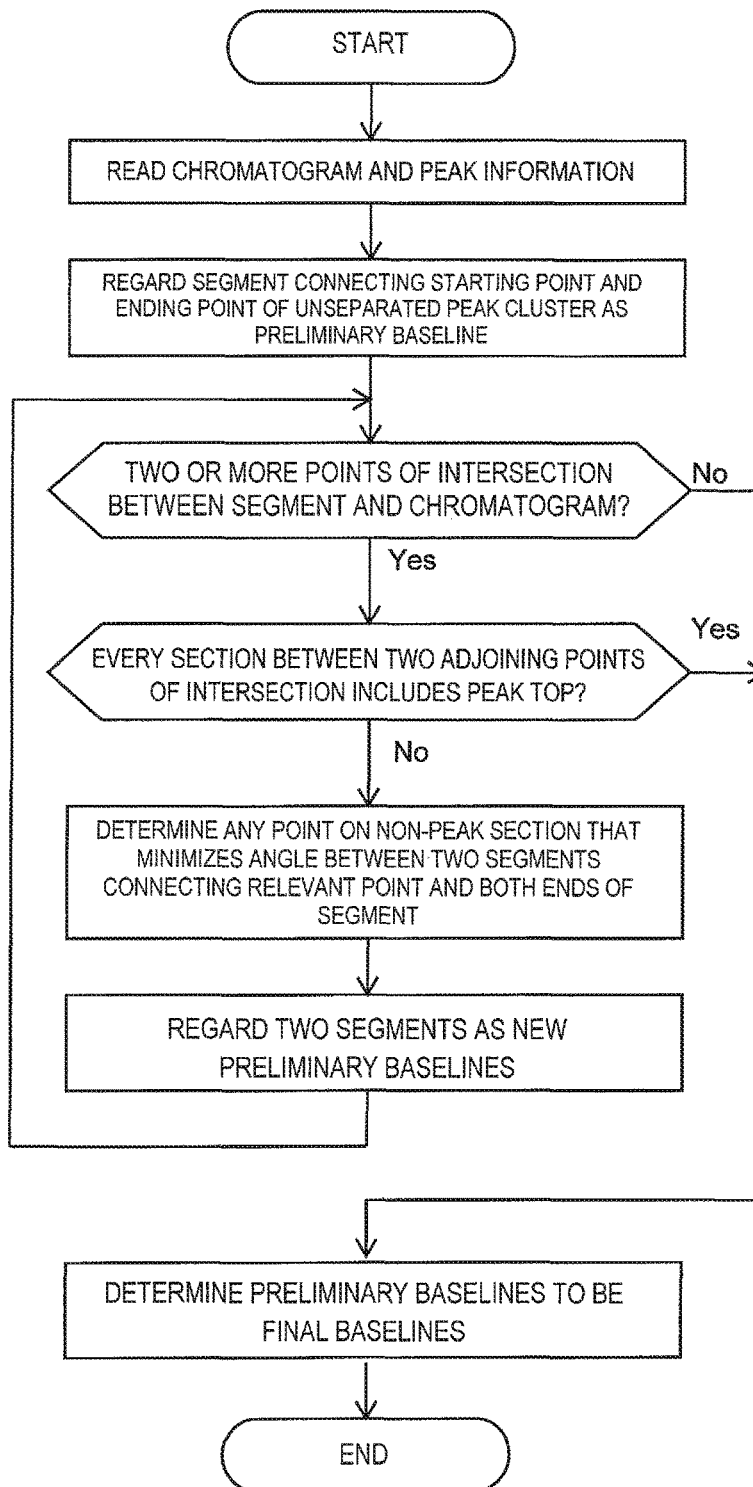 START
READ CHROMATOGRAM AND PEAK INFORMATION
REGARD SEGMENT CONNECTING STARTING POINT AND
ENDING POINT OF UNSEPARATED PEAK CLUSTER AS
PRELIMINARY BASELINE
TWO OR MORE POINTS OF INTERSECTION
BETWEEN SEGMENT AND CHROMATOGRAM?
No
Yes
EVERY SECTION BETWEEN TWO ADJOINING POINTS
OF INTERSECTION INCLUDES PEAK TOP?
Yes
No
DETERMINE ANY POINT ON NON-PEAK SECTION THAT
MINIMIZES ANGLE BETWEEN TWO SEGMENTS
CONNECTING RELEVANT POINT AND BOTH ENDS OF
SEGMENT
REGARD TWO SEGMENTS AS NEW
PRELIMINARY BASELINES
DETERMINE PRELIMINARY BASELINES TO BE
FINAL BASELINES
END